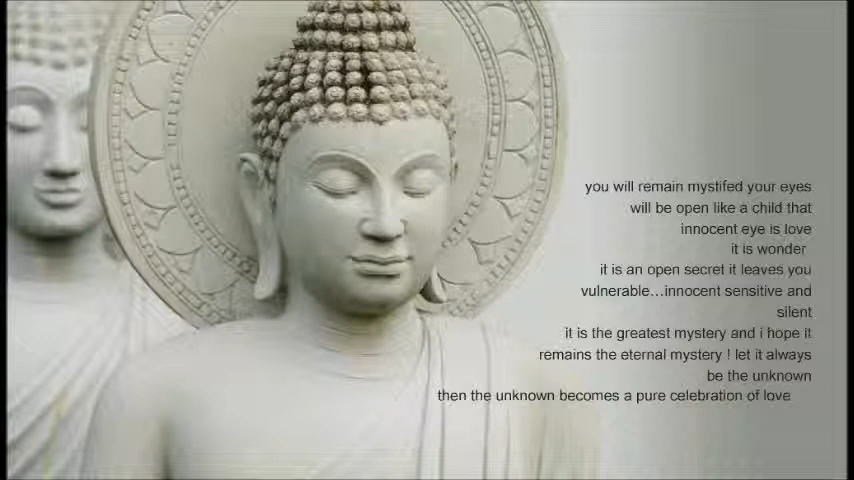 you will remain mystifed your eyes
will be open like a child that
innocent eye is love
it is wonder
it is an open secret it leaves you
vulnerable…innocent sensitive and
silent
it is the greatest mystery and i hope it
remains the eternal mystery ! let it always
be the unknown
then the unknown becomes a pure celebration of love